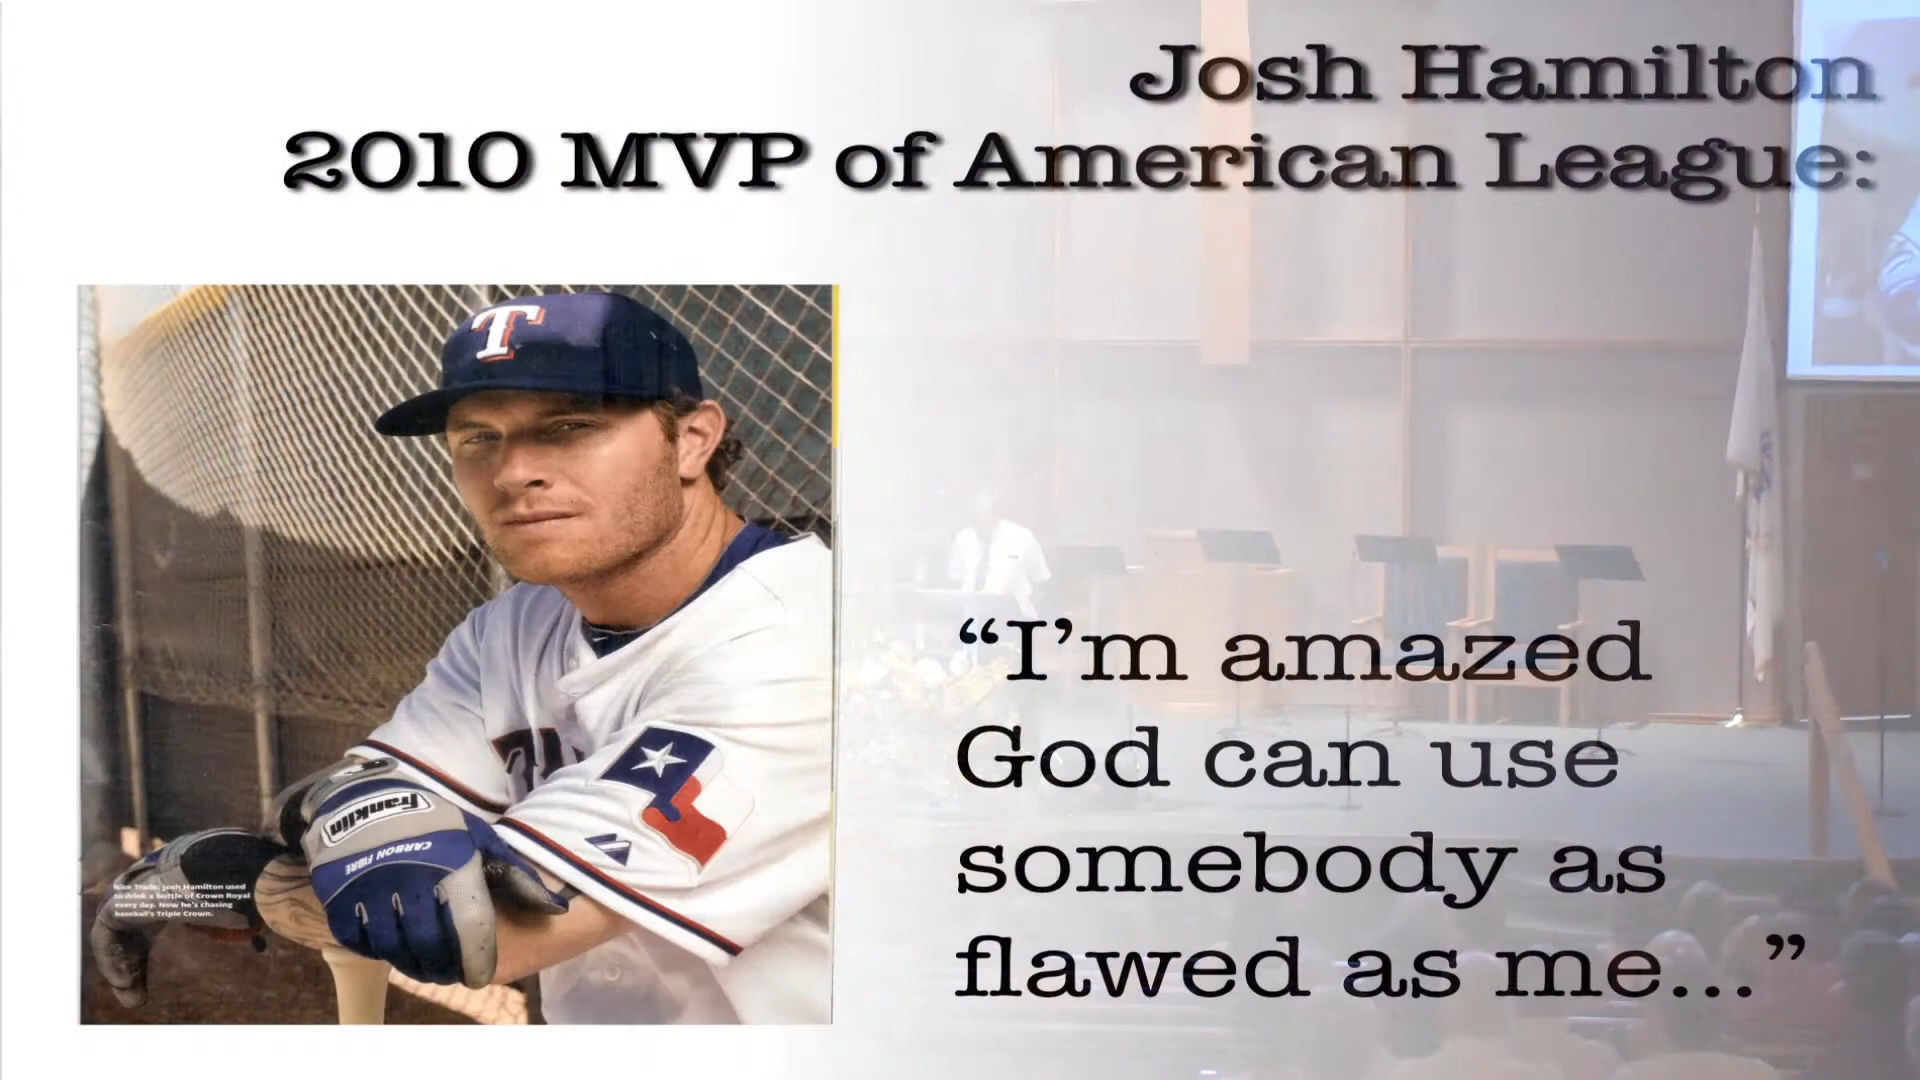 Josh Hamilton
2010 MVP of American League:
T
franklin
CARBON FIBRE
Nice Trade: Josh Hamilton used
to drink a bottle of Crown Royal
every day. Now he's chasing
baseball's Triple Crown.
“I’m amazed
God can use
somebody as
flawed as me...”